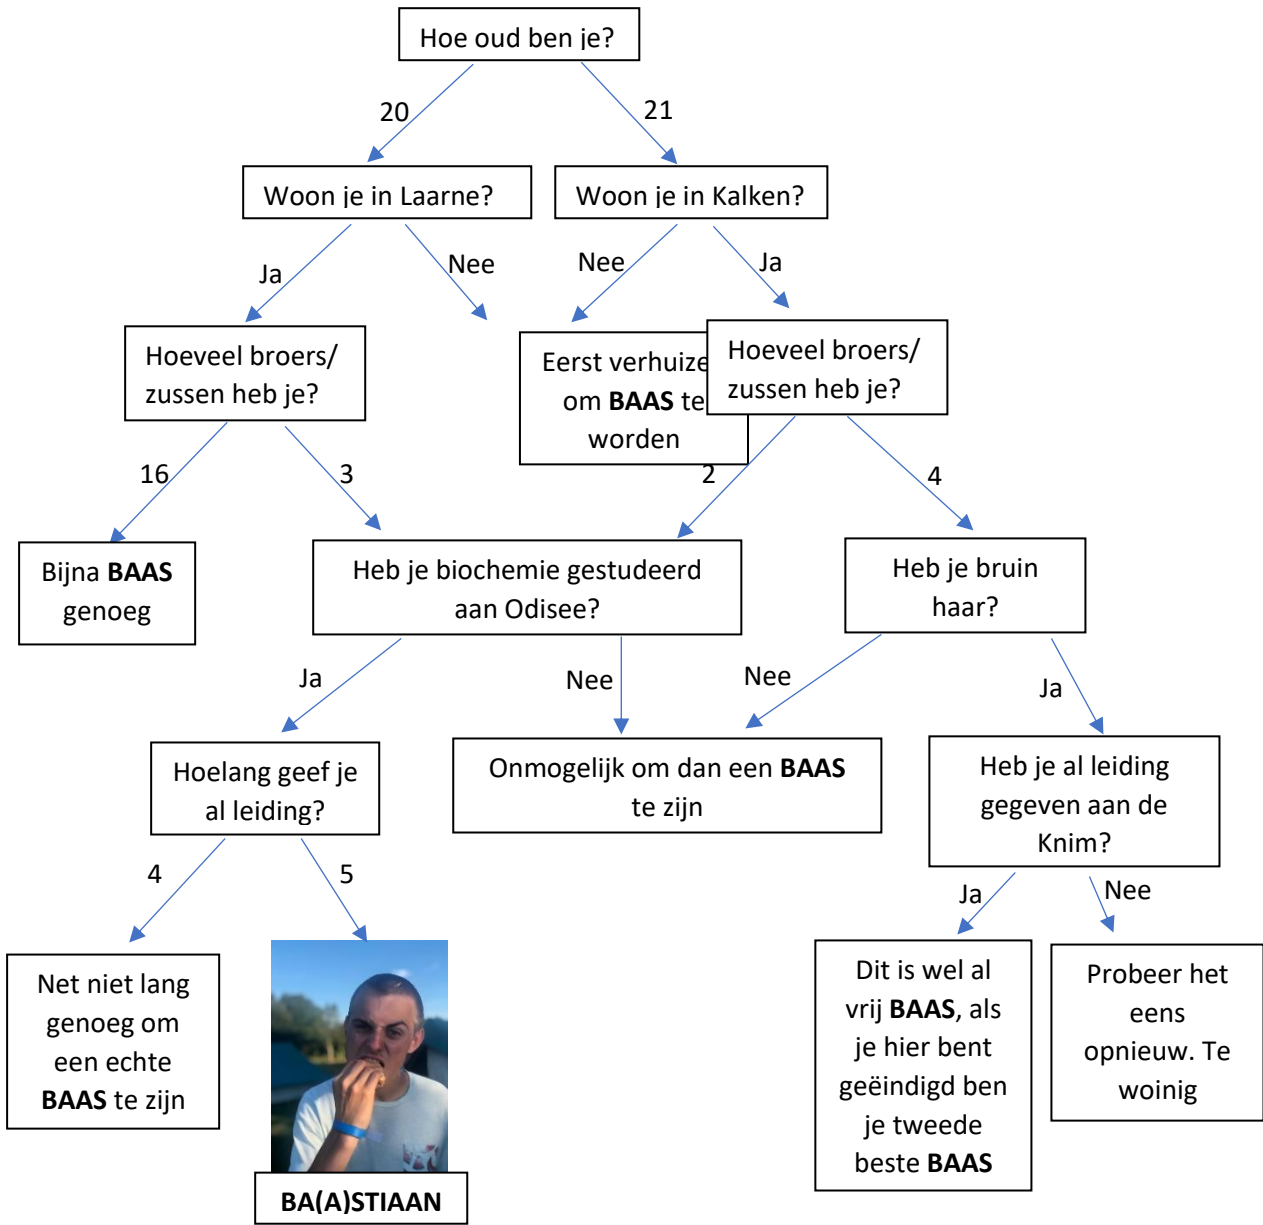 Hoe oud ben je?
20
21
Woon je in Laarne?
Woon je in Kalken?
Ja
Nee
Nee
Ja
Hoeveel broers/
zussen heb je?
Eerst verhuize
om BAAS te
worden
Hoeveel broers/
zussen heb je?
16
3
2
4
Bijna BAAS
genoeg
Heb je biochemie gestudeerd
aan Odisee?
Heb je bruin
haar?
Ja
Nee
Nee
Ja
Hoelang geef je
al leiding?
Onmogelijk om dan een BAAS
te zijn
Heb je al leiding
gegeven aan de
Knim?
4
5
Ja
Nee
Net niet lang
genoeg om
een echte
BAAS te zijn
BA(A)STIAAN
Dit is wel al
vrij BAAS, als
je hier bent
geëindigd ben
je tweede
beste BAAS
Probeer het
eens
opnieuw. Te
woinig